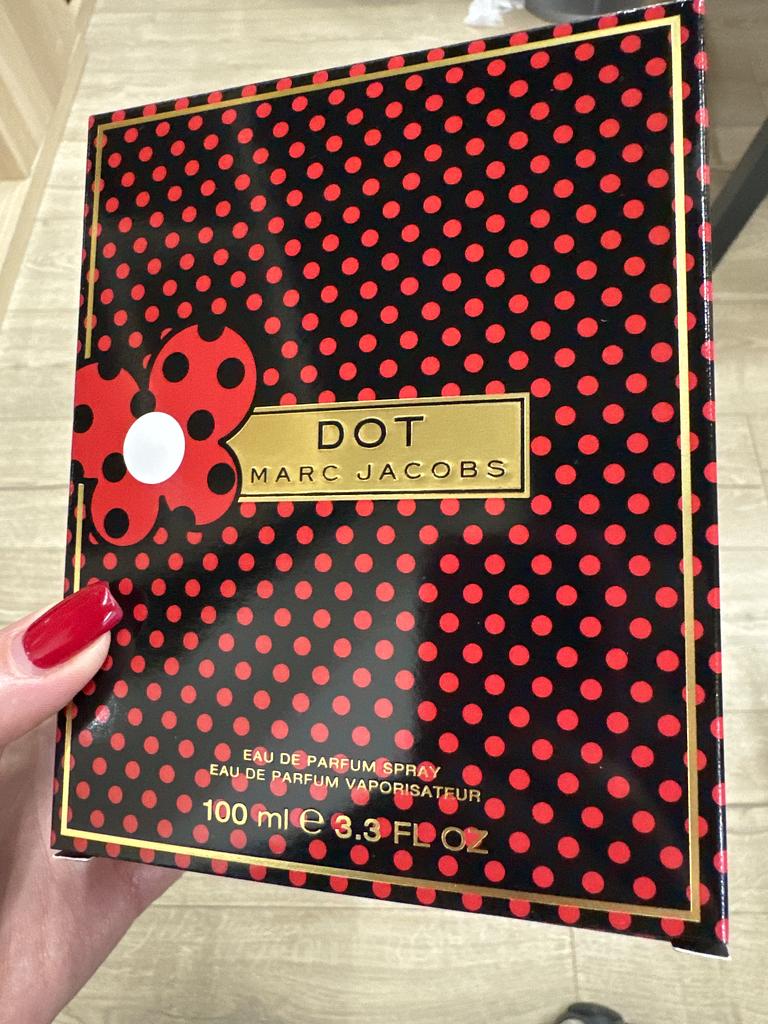 DOT
MARC JACOBS
EAU DE PARFUM SPRAY
EAU DE PARFUM VAPORISATEUR
100 ml ℮ 3.3 FL OZ